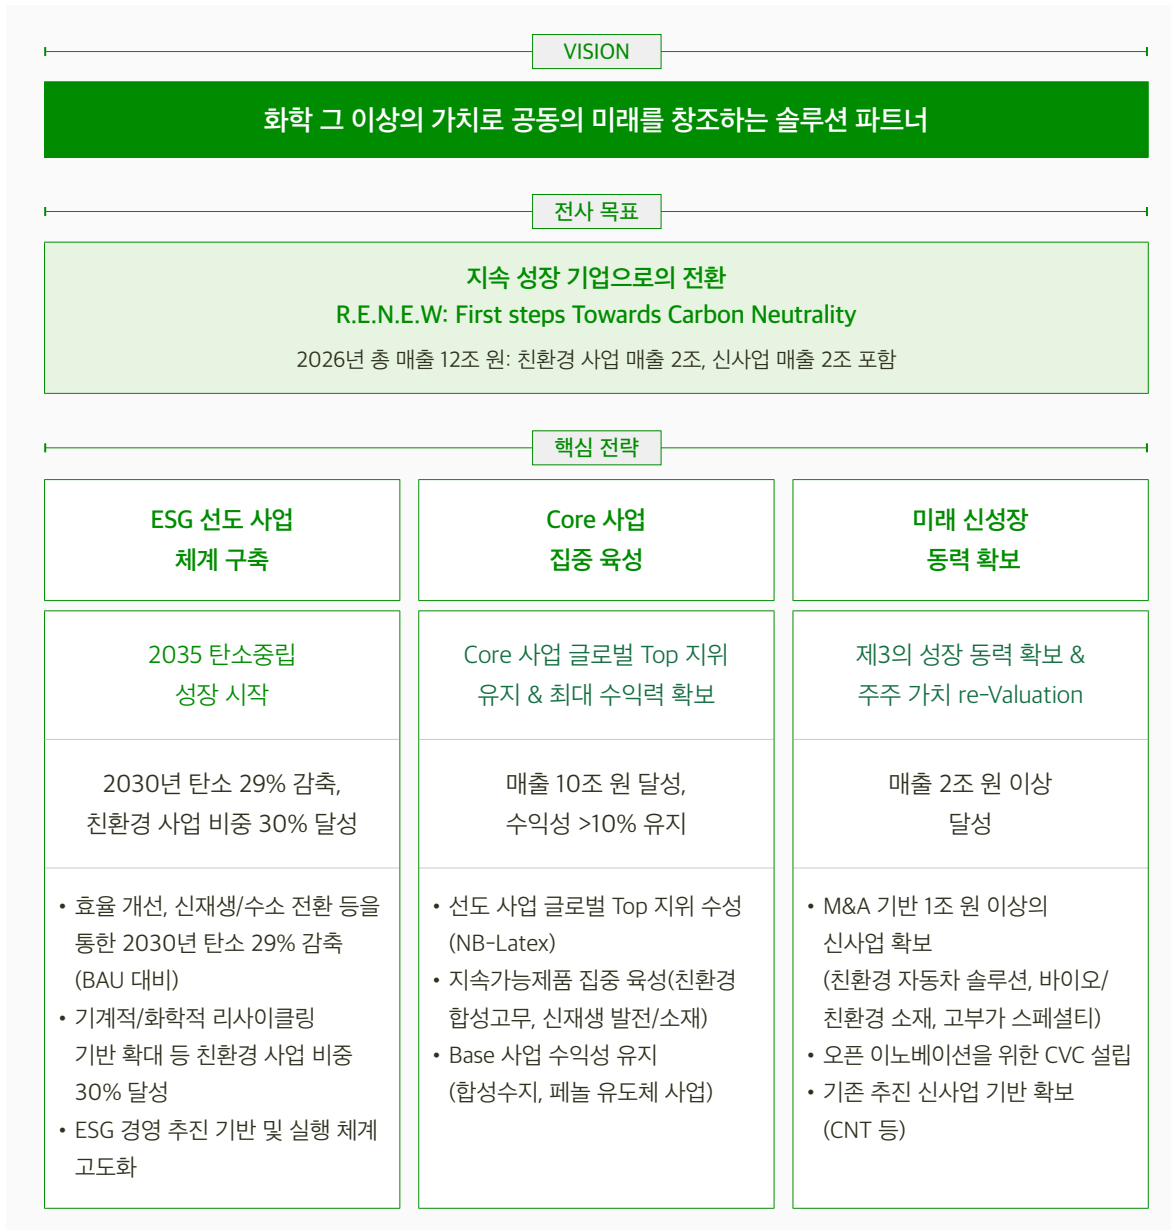 VISION
화학 그 이상의 가치로 공동의 미래를 창조하는 솔루션 파트너
전사 목표
지속 성장 기업으로의 전환
R.E.N.E.W: First steps Towards Carbon Neutrality
2026년 총 매출 12조 원: 친환경 사업 매출 2조, 신사업 매출 2조 포함
핵심 전략
ESG 선도 사업
체계 구축
2035 탄소중립
성장 시작
2030년 탄소 29% 감축,
친환경 사업 비중 30% 달성
• 효율 개선, 신재생/수소 전환 등을
통한 2030년 탄소 29% 감축
(BAU 대비)
• 기계적/화학적 리사이클링
기반 확대 등 친환경 사업 비중
30% 달성
• ESG 경영 추진 기반 및 실행 체계
고도화
Core 사업
집중 육성
Core 사업 글로벌 Top 지위
유지 & 최대 수익력 확보
매출 10조 원 달성,
수익성 >10% 유지
• 선도 사업 글로벌 Top 지위 수성
(NB-Latex)
• 지속가능제품 집중 육성(친환경
합성고무, 신재생 발전/소재)
• Base 사업 수익성 유지
(합성수지, 페놀 유도체 사업)
미래 신성장
동력 확보
제3의 성장 동력 확보 &
주주 가치 re-Valuation
매출 2조 원 이상
달성
• M&A 기반 1조 원 이상의
신사업 확보
(친환경 자동차 솔루션, 바이오/
친환경 소재, 고부가 스페셜티)
• 오픈 이노베이션을 위한 CVC 설립
• 기존 추진 신사업 기반 확보
(CNT 등)